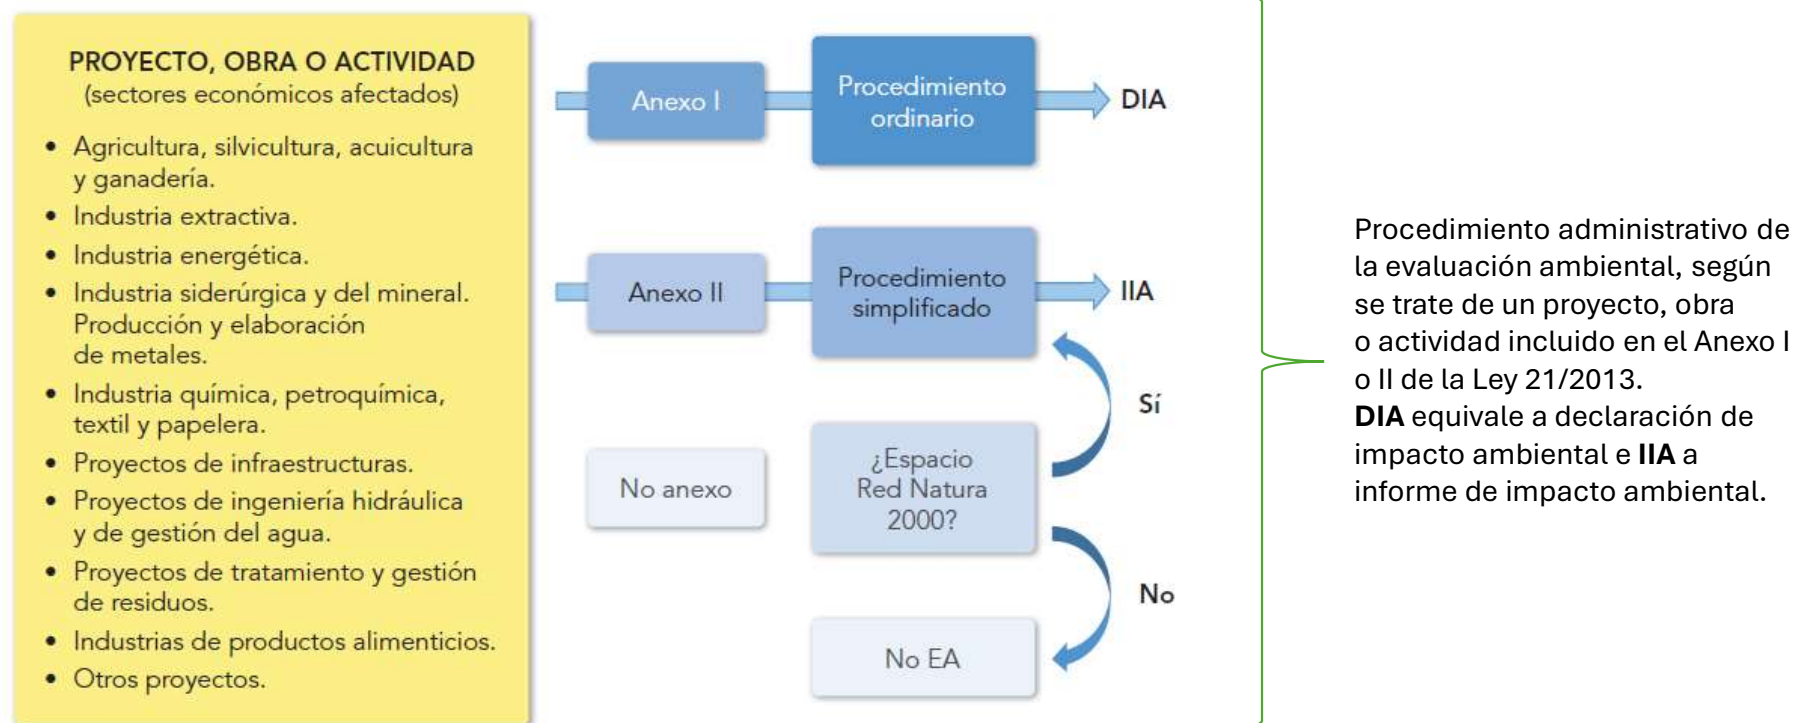 PROYECTO, OBRA O ACTIVIDAD
(sectores económicos afectados)
• Agricultura, silvicultura, acuicultura
y ganadería.
• Industria extractiva.
• Industria energética.
• Industria siderúrgica y del mineral.
Producción y elaboración
de metales.
• Industria química, petroquímica,
textil y papelera.
• Proyectos de infraestructuras.
• Proyectos de ingeniería hidráulica
y de gestión del agua.
• Proyectos de tratamiento y gestión
de residuos.
• Industrias de productos alimenticios.
• Otros proyectos.
Anexo I
Procedimiento
ordinario
DIA
Anexo II
Procedimiento
simplificado
IIA
Sí
No anexo
¿Espacio
Red Natura
2000?
No
No EA
Procedimiento administrativo de
la evaluación ambiental, según
se trate de un proyecto, obra
o actividad incluido en el Anexo I
o II de la Ley 21/2013.
DIA equivale a declaración de
impacto ambiental e IIA a
informe de impacto ambiental.